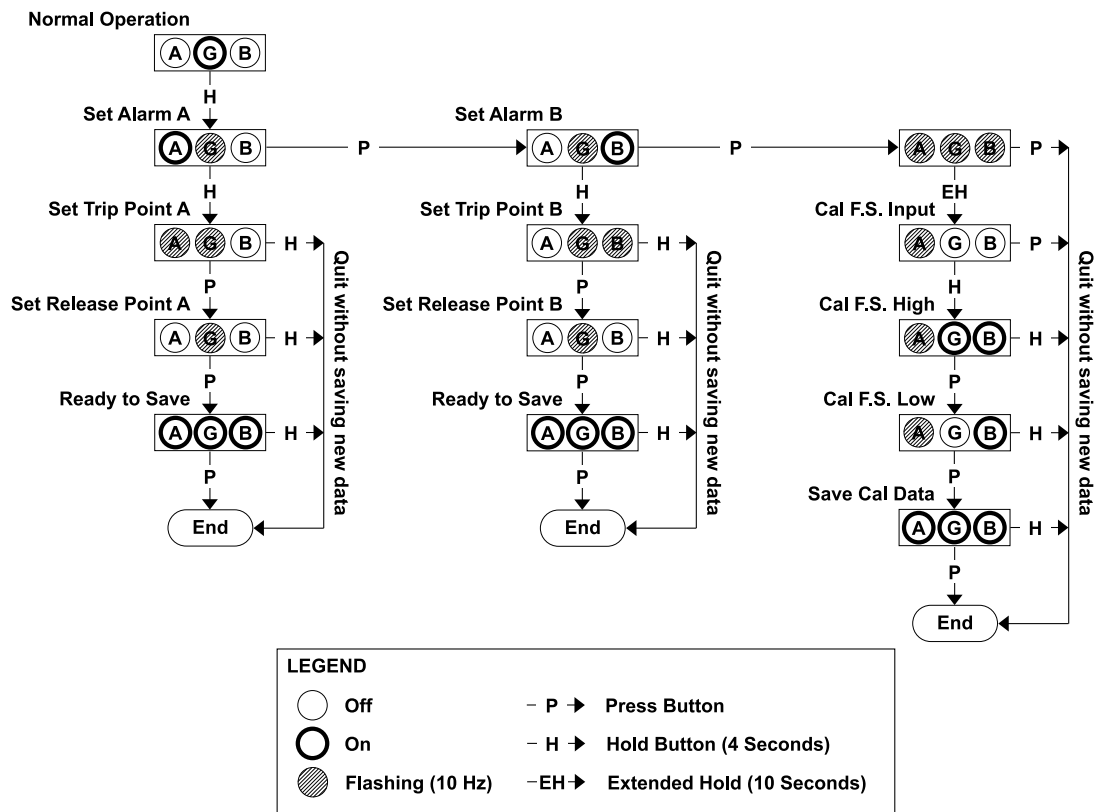 Normal Operation
A G B
H
Set Alarm A
A G B
P
Set Alarm B
A G B
P
A G B
P
H
H
EH
Set Trip Point A
A G B
H
Set Trip Point B
A G B
H
Cal F.S. Input
A G B
P
P
P
H
Set Release Point A
A G B
H
Set Release Point B
A G B
H
Cal F.S. High
A G B
H
P
P
P
Ready to Save
A G B
H
Ready to Save
A G B
H
Cal F.S. Low
A G B
H
P
P
P
Quit without saving new data
Quit without saving new data
Quit without saving new data
End
End
Save Cal Data
A G B
H
P
End
LEGEND
Off
P
Press Button
On
H
Hold Button (4 Seconds)
Flashing (10 Hz)
EH
Extended Hold (10 Seconds)